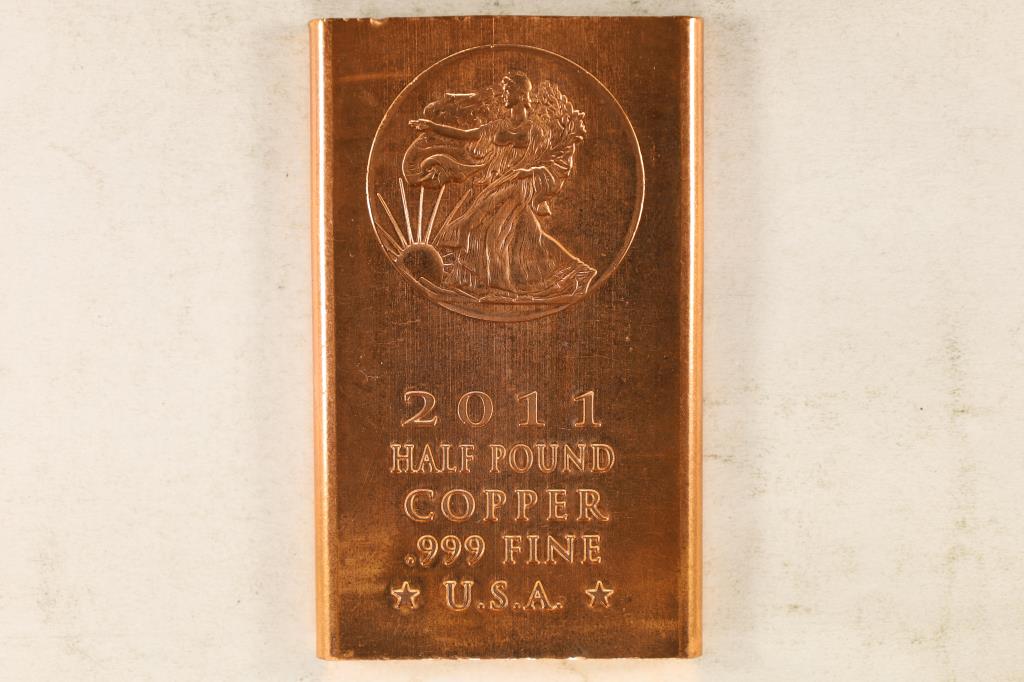 2011
HALF POUND
COPPER
.999 FINE
☆ U.S.A. ☆